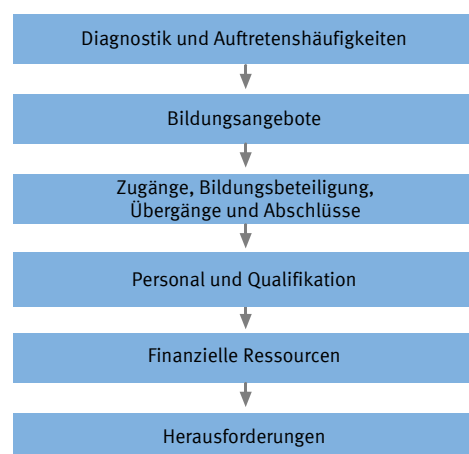 Diagnostik und Auftretenshäufigkeiten
Bildungsangebote
Zugänge, Bildungsbeteiligung,
Übergänge und Abschlüsse
Personal und Qualifikation
Finanzielle Ressourcen
Herausforderungen